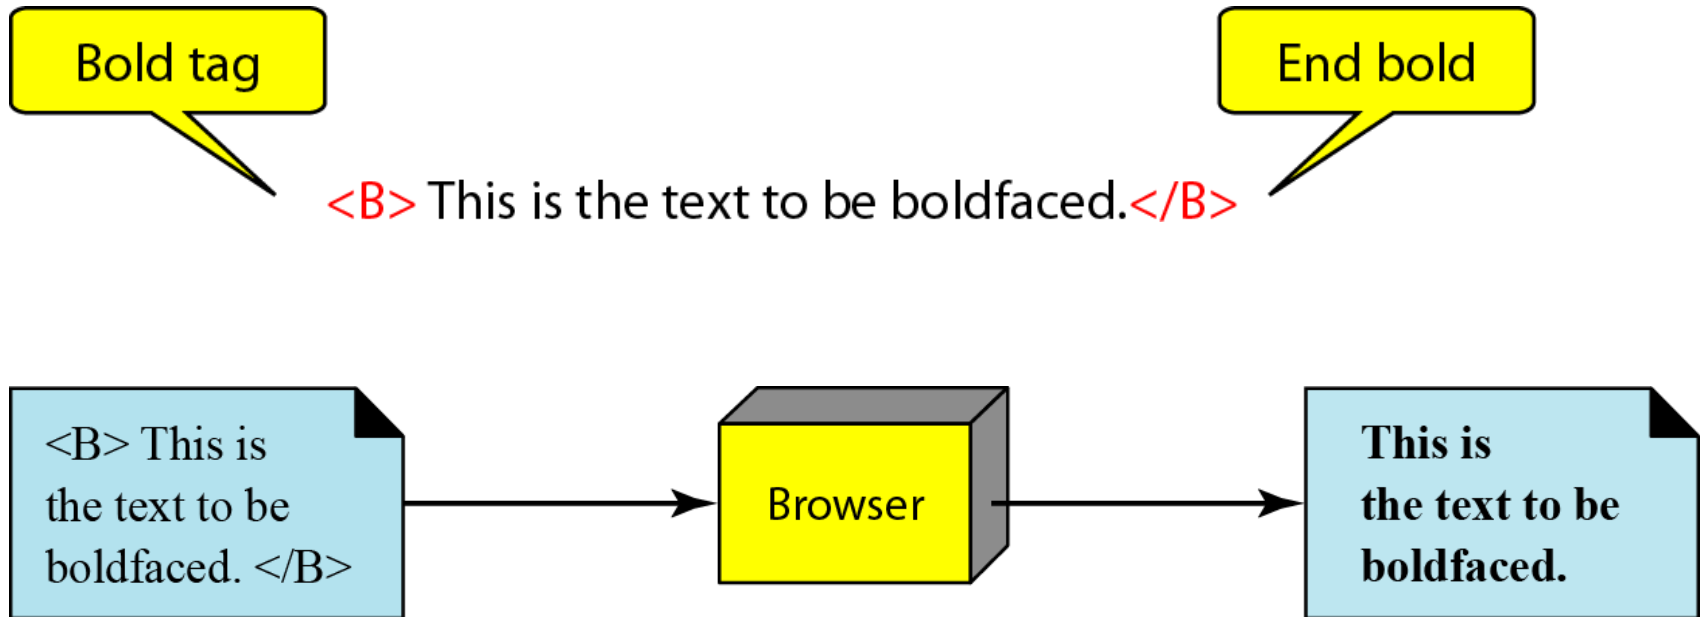 Bold tag
End bold
<B> This is the text to be boldfaced.</B>
<B> This is
the text to be
boldfaced. </B>
Browser
This is
the text to be
boldfaced.